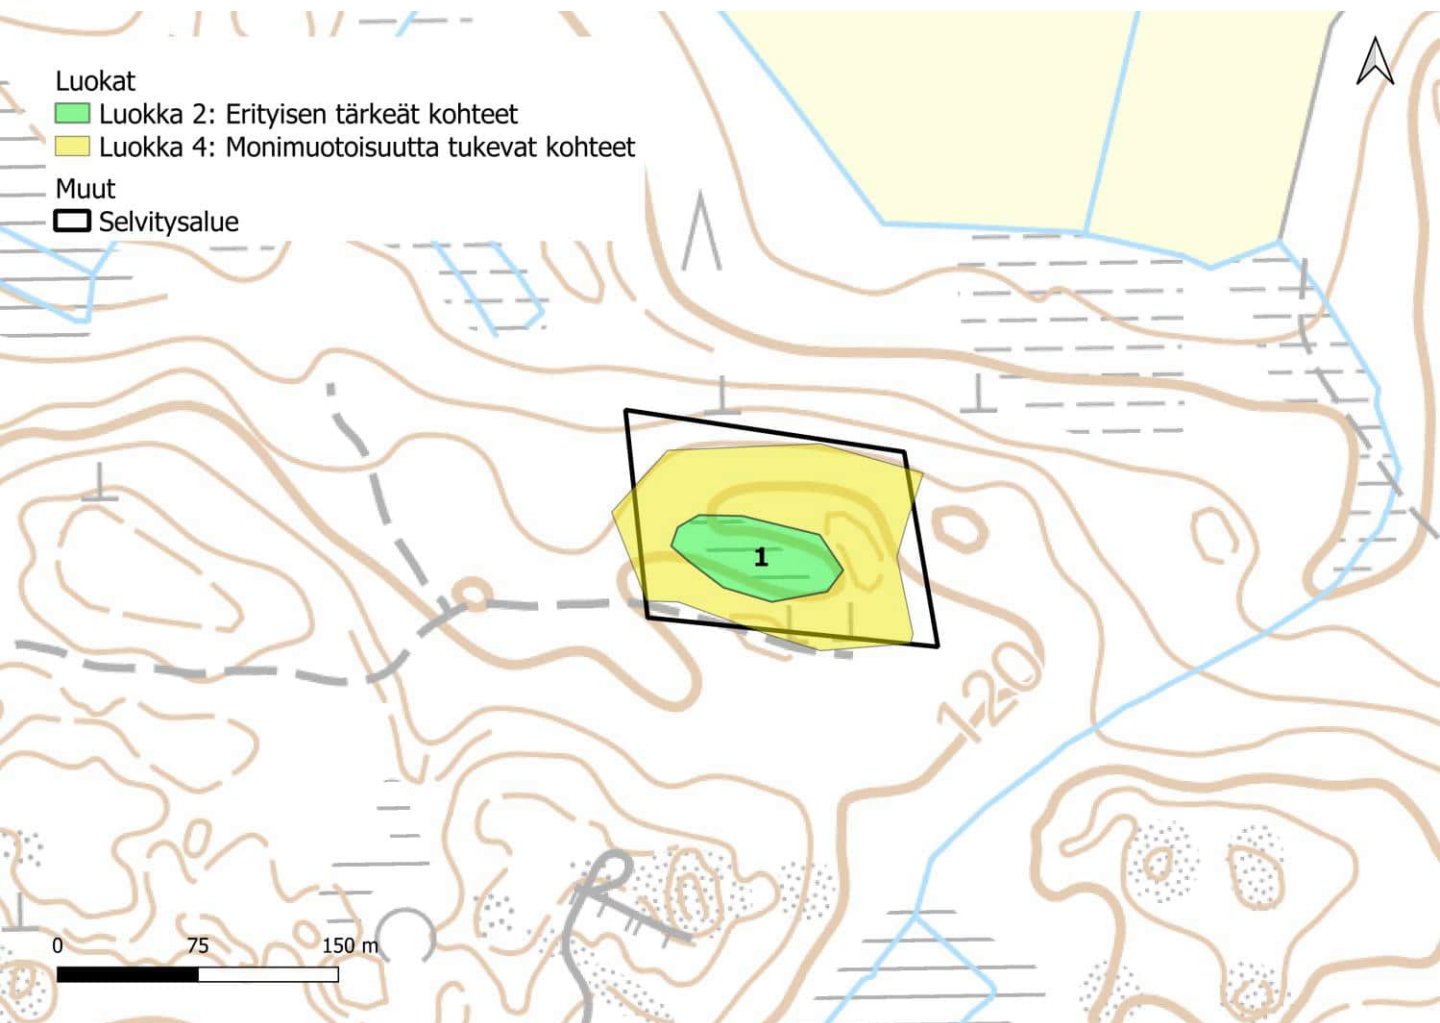 Luokat
Luokka 2: Erityisen tärkeät kohteet
Luokka 4: Monimuotoisuutta tukevat kohteet
Muut
Selvitysalue
1
120
0 75 150 m